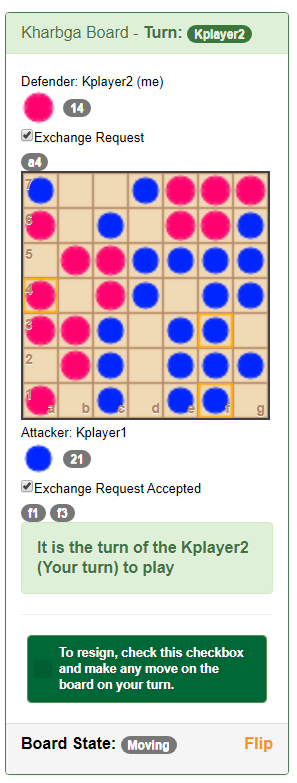 Kharbga Board - Turn: Kplayer2
Defender: Kplayer2 (me)
14
Exchange Request
a4
7
6
5
4
3
2
1 a b c d e f g
Attacker: Kplayer1
21
Exchange Request Accepted
f1 f3
It is the turn of the Kplayer2
(Your turn) to play
To resign, check this checkbox
and make any move on the
board on your turn.
Board State: Moving Flip